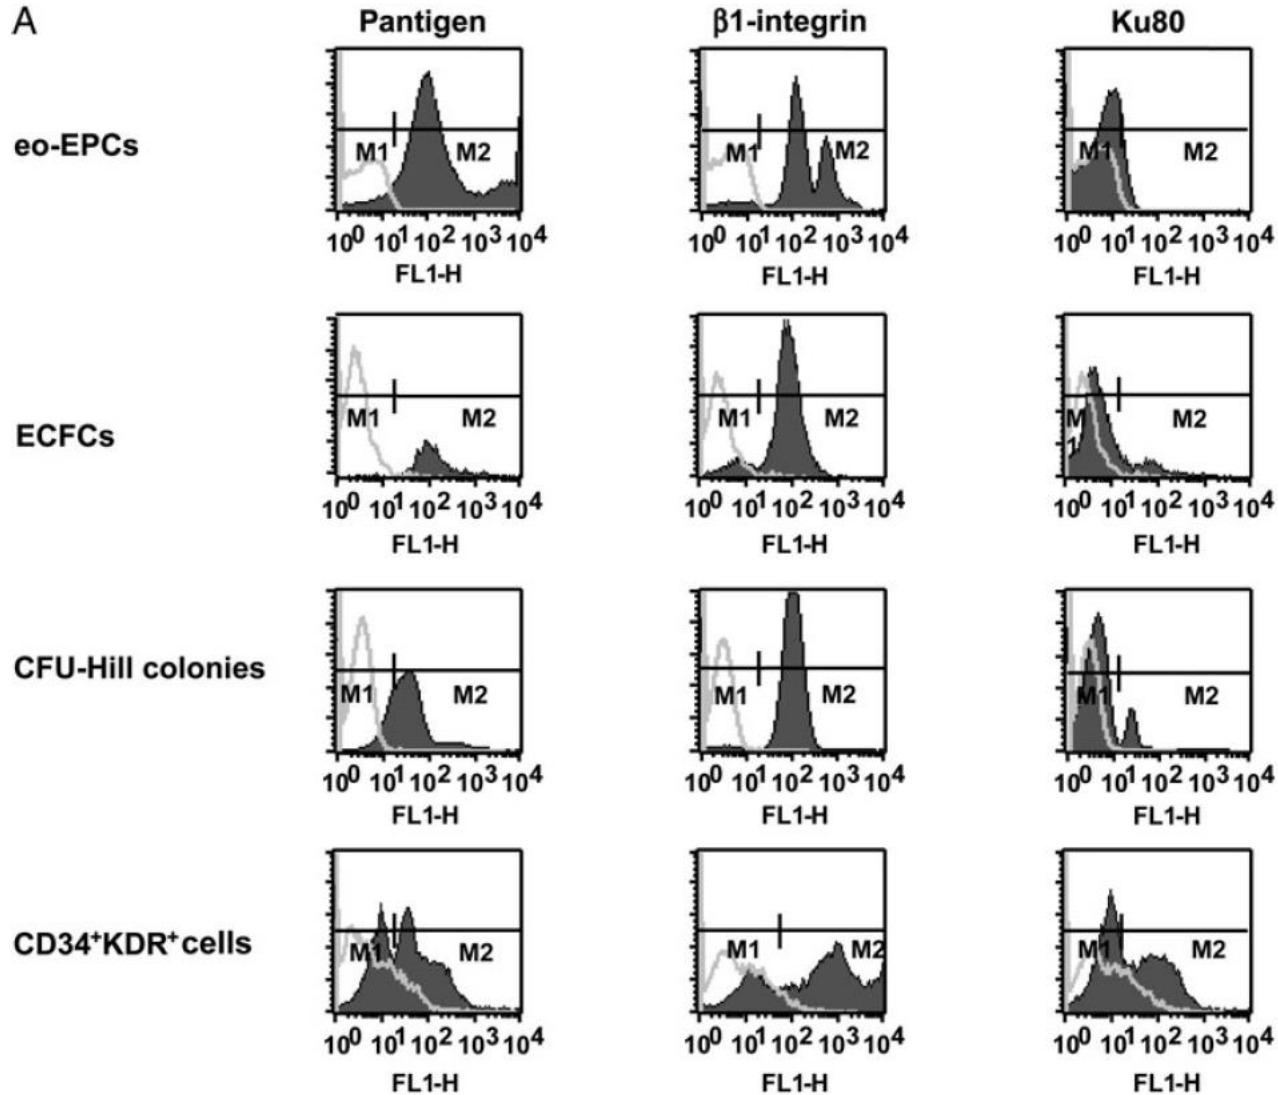 A
Pantigen β1-integrin Ku80
eo-EPCs
M1 M2 M1 M2 M1 M2
10⁰ 10¹ 10² 10³ 10⁴ 10⁰ 10¹ 10² 10³ 10⁴ 10⁰ 10¹ 10² 10³ 10⁴
FL1-H FL1-H FL1-H
ECFCs
M1 M2 M1 M2 M1 M2
10⁰ 10¹ 10² 10³ 10⁴ 10⁰ 10¹ 10² 10³ 10⁴ 10⁰ 10¹ 10² 10³ 10⁴
FL1-H FL1-H FL1-H
CFU-Hill colonies
M1 M2 M1 M2 M1 M2
10⁰ 10¹ 10² 10³ 10⁴ 10⁰ 10¹ 10² 10³ 10⁴ 10⁰ 10¹ 10² 10³ 10⁴
FL1-H FL1-H FL1-H
CD34⁺KDR⁺cells
M1 M2 M1 M2 M1 M2
10⁰ 10¹ 10² 10³ 10⁴ 10⁰ 10¹ 10² 10³ 10⁴ 10⁰ 10¹ 10² 10³ 10⁴
FL1-H FL1-H FL1-H